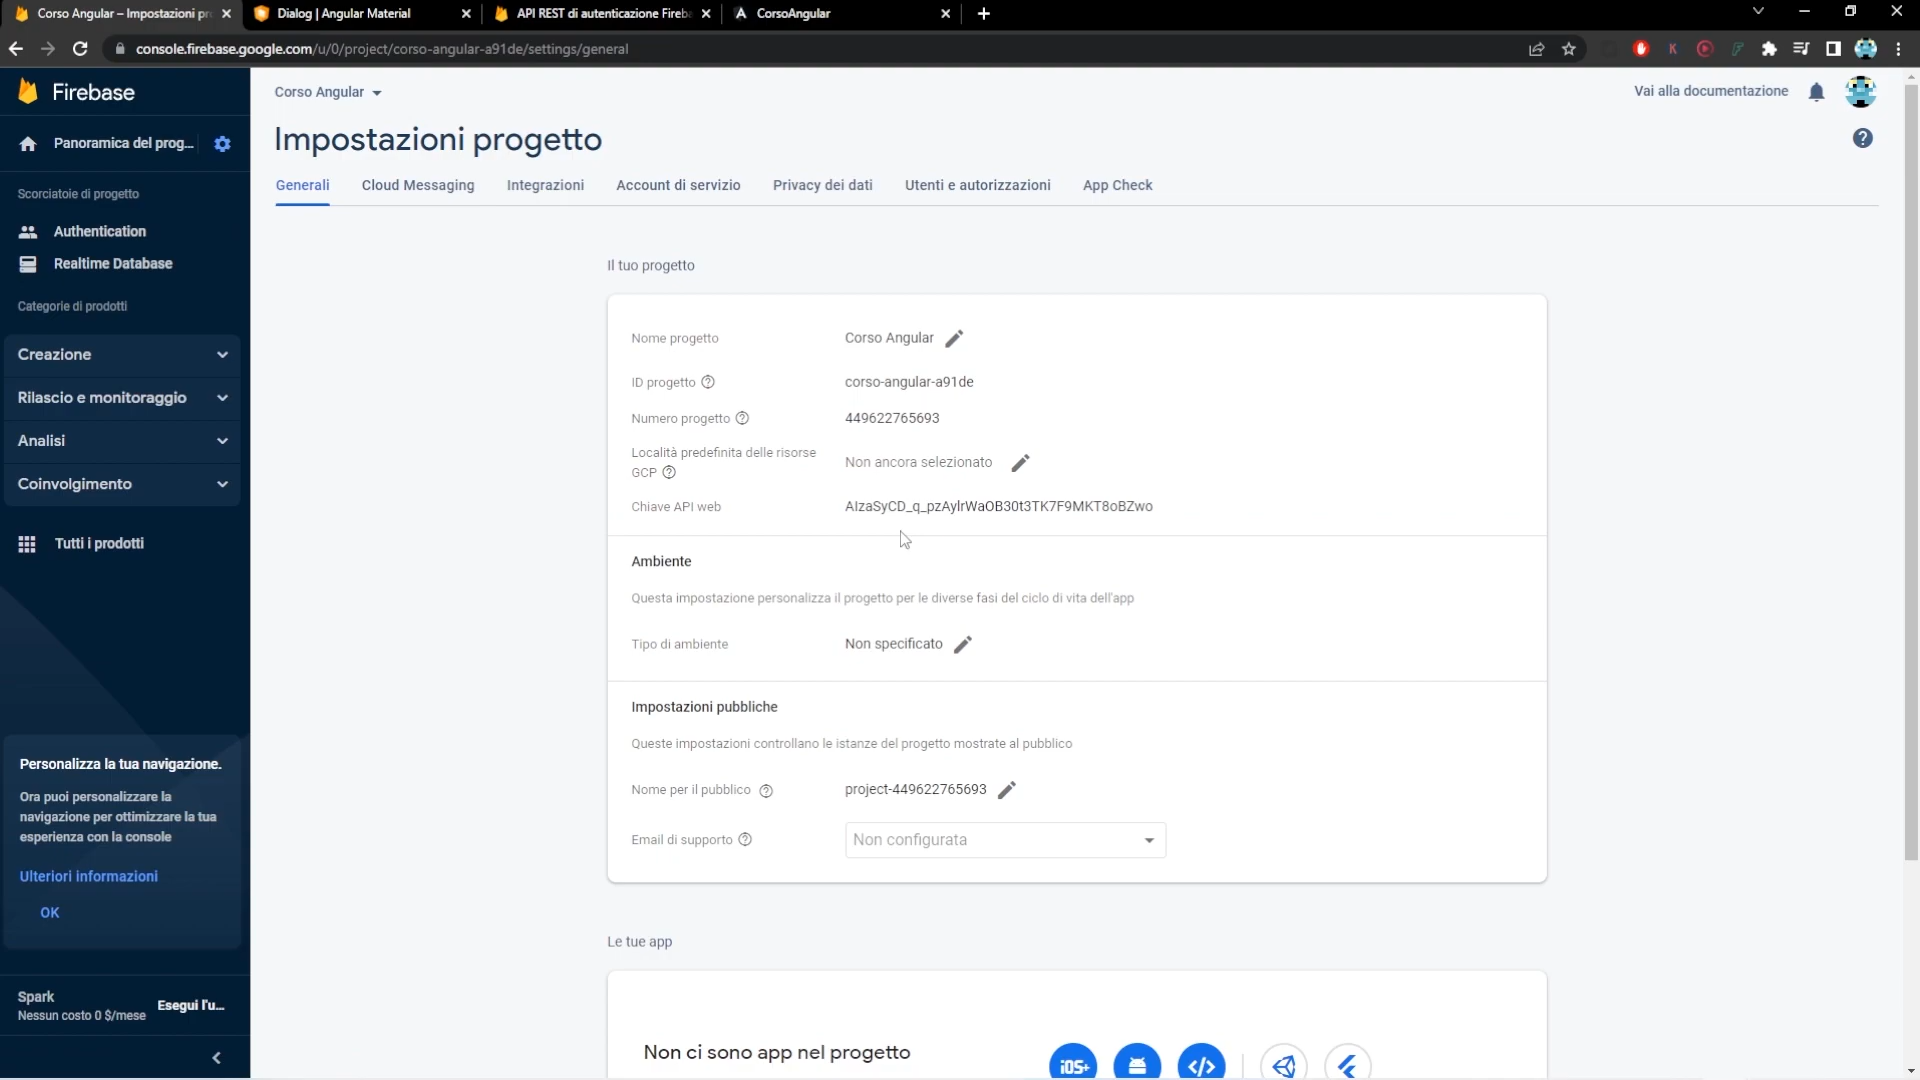 Corso Angular – Impostazioni pr
Dialog | Angular Material
API REST di autenticazione Fireb
CorsoAngular
console.firebase.google.com/u/0/project/corso-angular-a91de/settings/general
Firebase
Corso Angular
Vai alla documentazione
Panoramica del prog...
Impostazioni progetto
Generali
Cloud Messaging
Integrazioni
Account di servizio
Privacy dei dati
Utenti e autorizzazioni
App Check
Scorciatoie di progetto
Authentication
Realtime Database
Categorie di prodotti
Creazione
Rilascio e monitoraggio
Analisi
Coinvolgimento
Tutti i prodotti
Personalizza la tua navigazione.
Ora puoi personalizzare la
navigazione per ottimizzare la tua
esperienza con la console
Ulteriori informazioni
OK
Spark
Nessun costo 0 $/mese
Esegui l'u...
Il tuo progetto
Nome progetto
Corso Angular
ID progetto
corso-angular-a91de
Numero progetto
449622765693
Località predefinita delle risorse
GCP
Non ancora selezionato
Chiave API web
AIzaSyCD_q_pzAylrWaOB30t3TK7F9MKT8oBZwo
Ambiente
Questa impostazione personalizza il progetto per le diverse fasi del ciclo di vita dell'app
Tipo di ambiente
Non specificato
Impostazioni pubbliche
Queste impostazioni controllano le istanze del progetto mostrate al pubblico
Nome per il pubblico
project-449622765693
Email di supporto
Non configurata
Le tue app
Non ci sono app nel progetto
iOS+